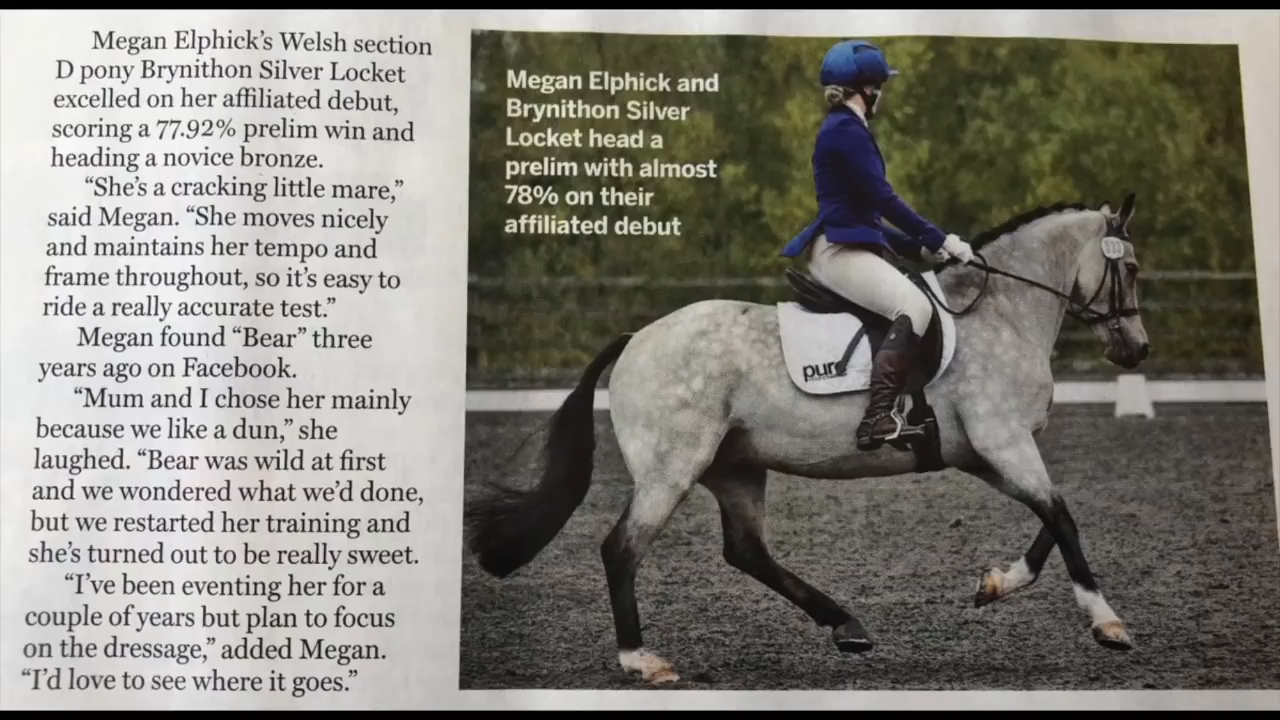 Megan Elphick’s Welsh section
D pony Brynithon Silver Locket
excelled on her affiliated debut,
scoring a 77.92% prelim win and
heading a novice bronze.
“She’s a cracking little mare,”
said Megan. “She moves nicely
and maintains her tempo and
frame throughout, so it’s easy to
ride a really accurate test.”
Megan found “Bear” three
years ago on Facebook.
“Mum and I chose her mainly
because we like a dun,” she
laughed. “Bear was wild at first
and we wondered what we’d done,
but we restarted her training and
she’s turned out to be really sweet.
“I’ve been eventing her for a
couple of years but plan to focus
on the dressage,” added Megan.
“I’d love to see where it goes.”
Megan Elphick and
Brynithon Silver
Locket head a
prelim with almost
78% on their
affiliated debut